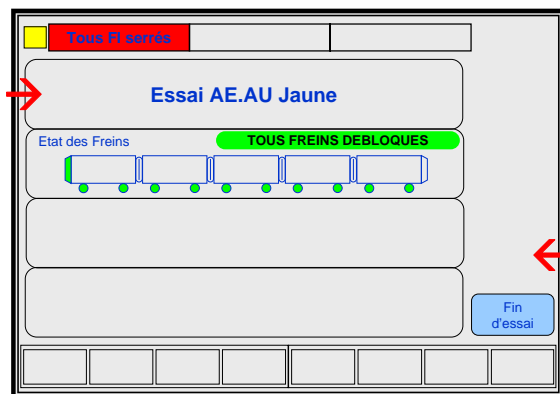 Tous FI serrés
Essai AE.AU Jaune
Etat des Freins
TOUS FREINS DEBLOQUES
Fin
d'essai